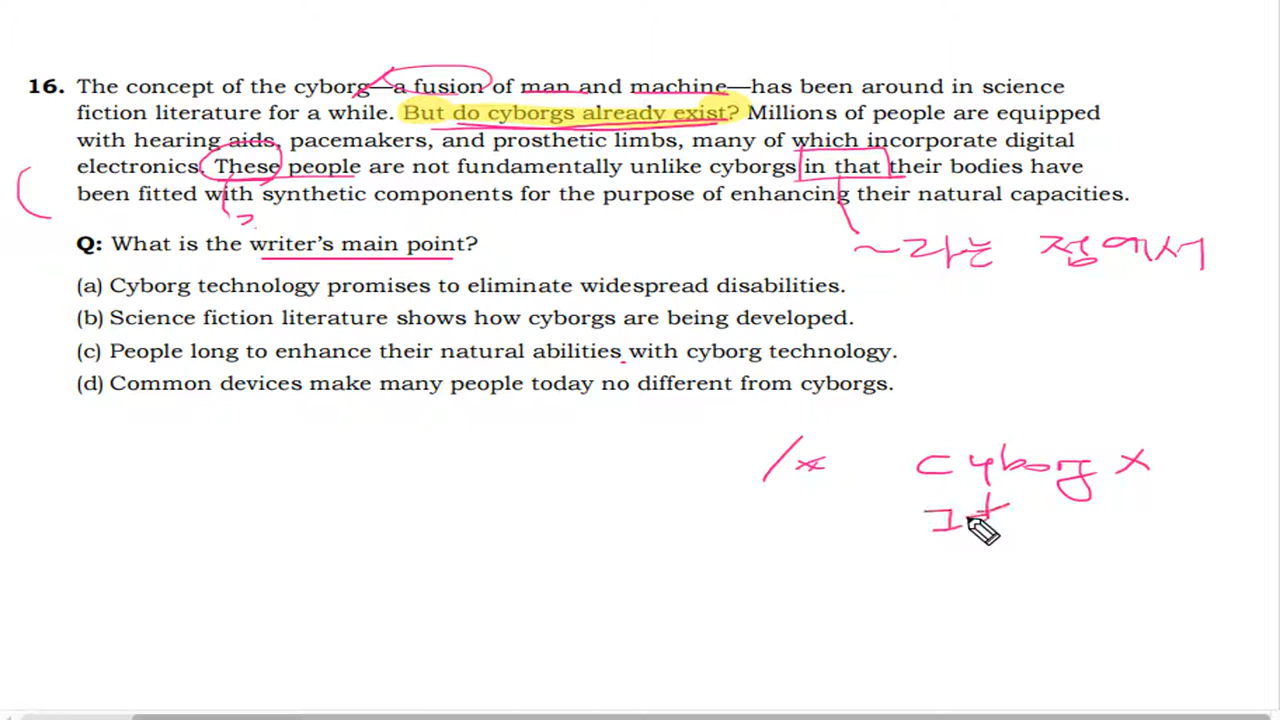 16. The concept of the cyborg—a fusion of man and machine—has been around in science
fiction literature for a while. But do cyborgs already exist? Millions of people are equipped
with hearing aids, pacemakers, and prosthetic limbs, many of which incorporate digital
electronics. These people are not fundamentally unlike cyborgs in that their bodies have
been fitted with synthetic components for the purpose of enhancing their natural capacities.
Q: What is the writer's main point?
~라는 점에서
(a) Cyborg technology promises to eliminate widespread disabilities.
(b) Science fiction literature shows how cyborgs are being developed.
(c) People long to enhance their natural abilities with cyborg technology.
(d) Common devices make many people today no different from cyborgs.
cyborg x